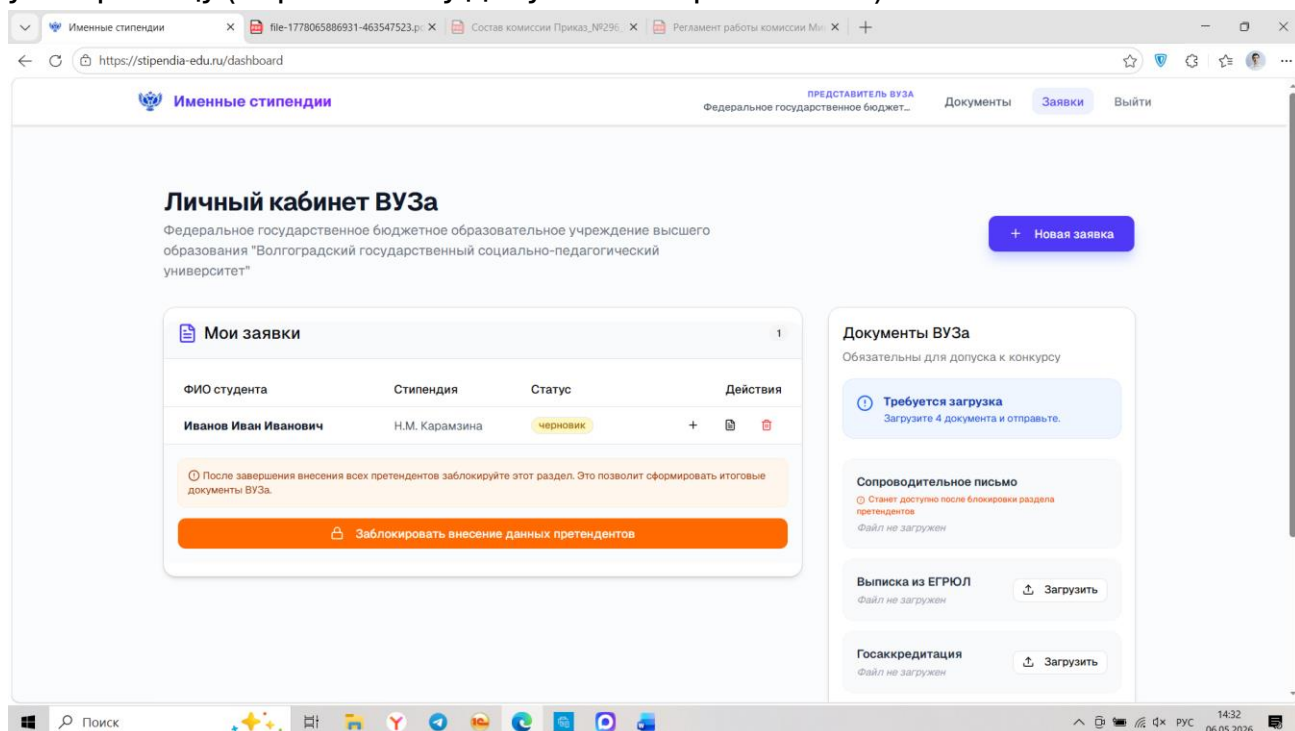 Именные стипендии
file-1778065886931-463547523.p
Состав комиссии Приказ_№296_
Регламент работы комиссии Ми
https://stipendia-edu.ru/dashboard
Именные стипендии
ПРЕДСТАВИТЕЛЬ ВУЗА
Федеральное государственное бюджет...
Документы
Заявки
Выйти
Личный кабинет ВУЗа
Федеральное государственное бюджетное образовательное учреждение высшего
образования "Волгоградский государственный социально-педагогический
университет"
+ Новая заявка
Мои заявки
1
ФИО студента Стипендия Статус Действия
Иванов Иван Иванович Н.М. Карамзина черновик
После завершения внесения всех претендентов заблокируйте этот раздел. Это позволит сформировать итоговые
документы ВУЗа.
Заблокировать внесение данных претендентов
Документы ВУЗа
Обязательны для допуска к конкурсу
Требуется загрузка
Загрузите 4 документа и отправьте.
Сопроводительное письмо
Станет доступно после блокировки раздела
претендентов
Файл не загружен
Выписка из ЕГРЮЛ
Файл не загружен
Загрузить
Госаккредитация
Файл не загружен
Загрузить
Поиск
РУС
14:32
06.05.2026